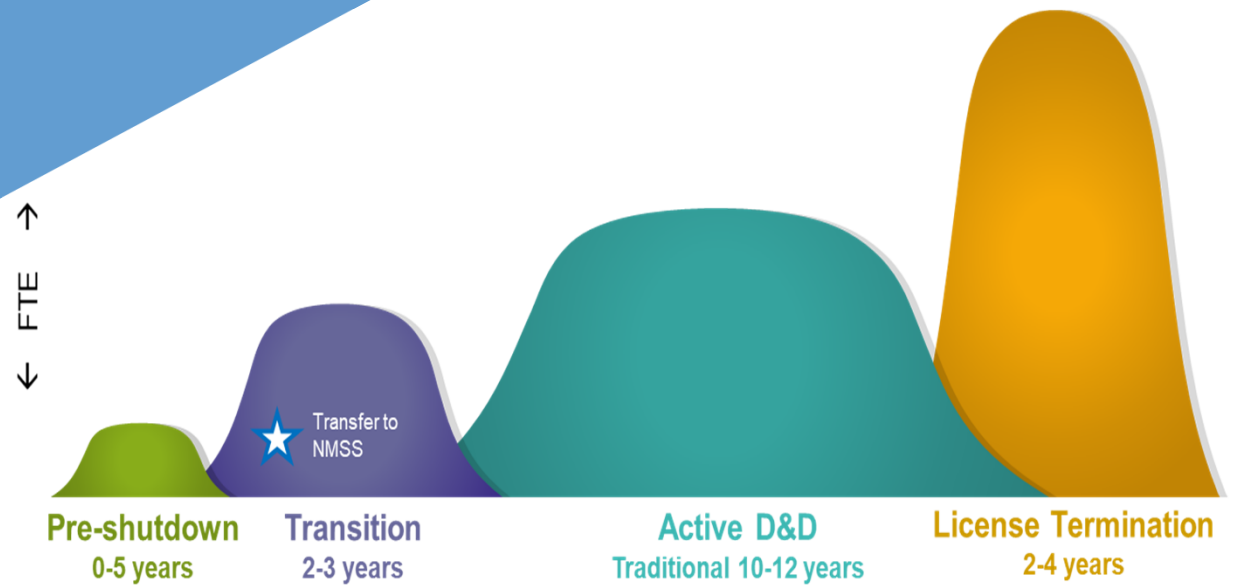 ← FTE →
Transfer to
NMSS
Pre-shutdown
0-5 years
Transition
2-3 years
Active D&D
Traditional 10-12 years
License Termination
2-4 years